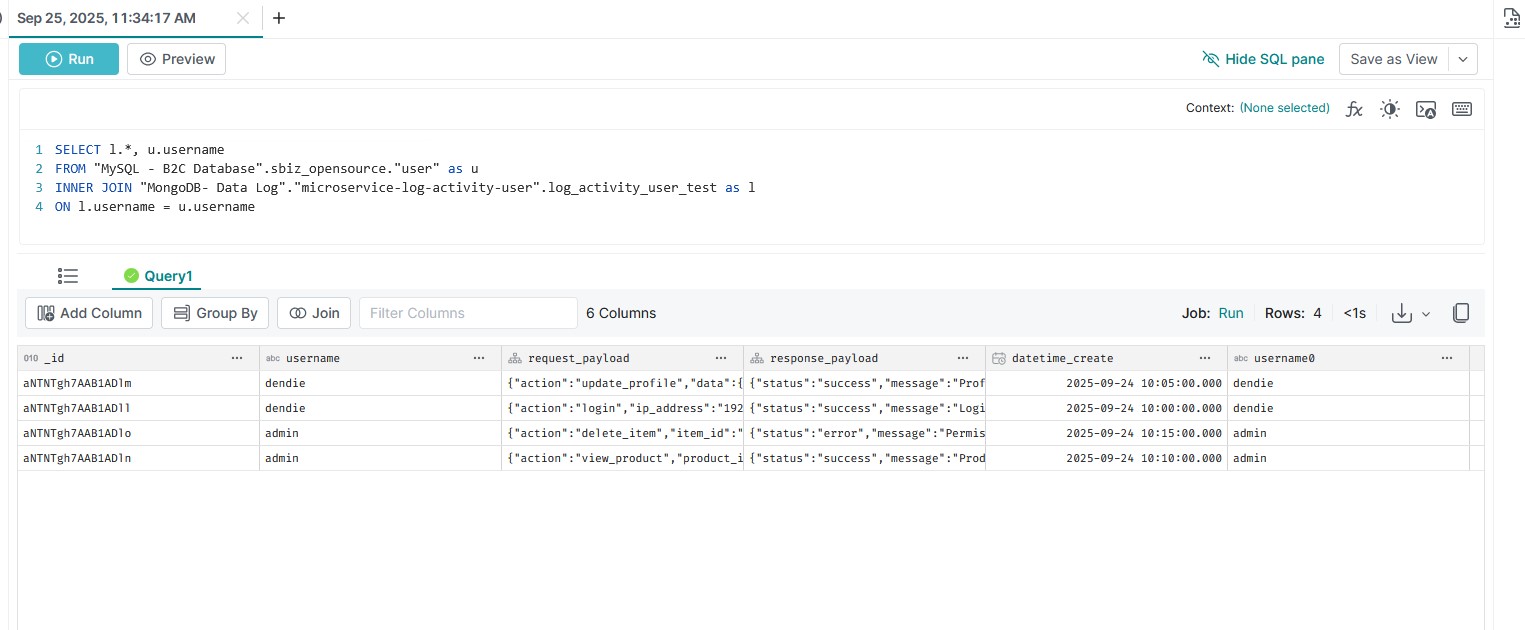 Sep 25, 2025, 11:34:17 AM
Run Preview Hide SQL pane Save as View
Context: (None selected) fx
1 SELECT l.*, u.username
2 FROM "MySQL - B2C Database".sbiz_opensource."user" as u
3 INNER JOIN "MongoDB- Data Log"."microservice-log-activity-user".log_activity_user_test as l
4 ON l.username = u.username
Query1
Add Column Group By Join Filter Columns 6 Columns Job: Run Rows: 4 <1s
010 _id ... abc username ... request_payload ... response_payload ... datetime_create ... abc username0 ...
aNTNTgh7AAB1ADlm dendie {"action":"update_profile","data":{ {"status":"success","message":"Prof 2025-09-24 10:05:00.000 dendie
aNTNTgh7AAB1ADll dendie {"action":"login","ip_address":"192 {"status":"success","message":"Logi 2025-09-24 10:00:00.000 dendie
aNTNTgh7AAB1ADlo admin {"action":"delete_item","item_id":" {"status":"error","message":"Permis 2025-09-24 10:15:00.000 admin
aNTNTgh7AAB1ADln admin {"action":"view_product","product_i {"status":"success","message":"Prod 2025-09-24 10:10:00.000 admin